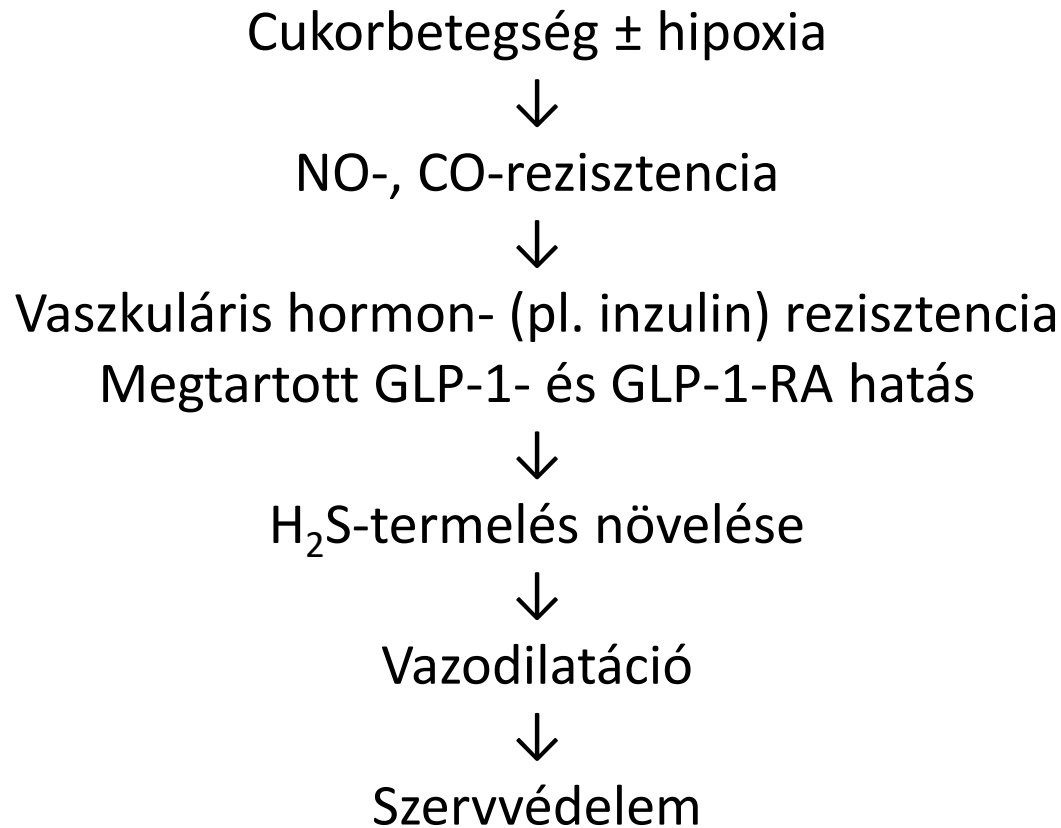 Cukorbetegség ± hipoxia
↓
NO-, CO-rezisztencia
↓
Vaszkuláris hormon- (pl. inzulin) rezisztencia
Megtartott GLP-1- és GLP-1-RA hatás
↓
H₂S-termelés növelése
↓
Vazodilatáció
↓
Szervvédelem